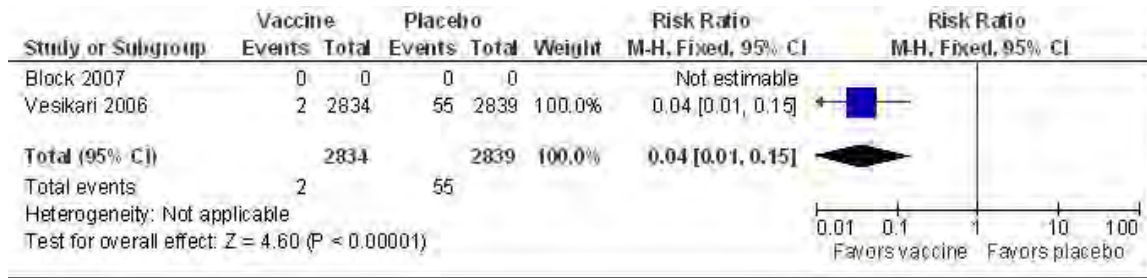 Vaccine Placebo Risk Ratio Risk Ratio
Study or Subgroup Events Total Events Total Weight M-H, Fixed, 95% CI M-H, Fixed, 95% CI
Block 2007 0 0 0 0 Not estimable
Vesikari 2006 2 2834 55 2839 100.0% 0.04 [0.01, 0.15]
Total (95% CI) 2834 2839 100.0% 0.04 [0.01, 0.15]
Total events 2 55
Heterogeneity: Not applicable
Test for overall effect: Z = 4.60 (P < 0.00001)
0.01 0.1 1 10 100
Favors vaccine Favors placebo